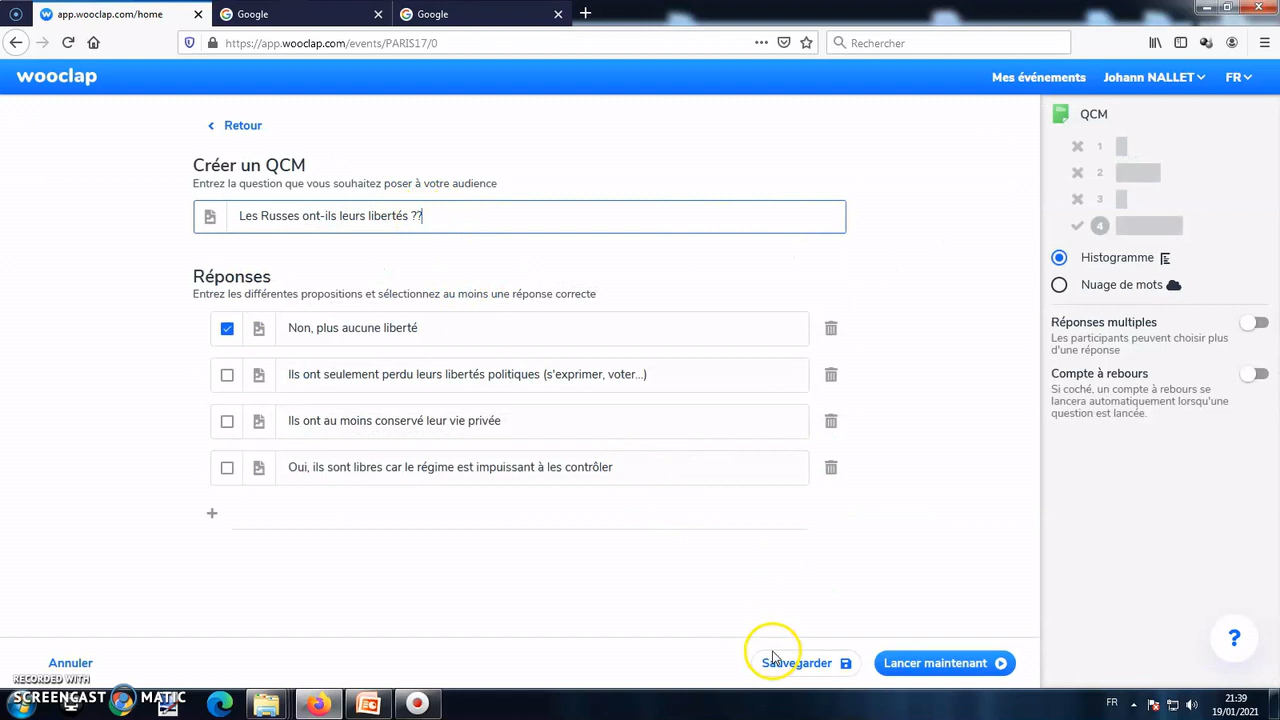 app.wooclap.com/home
Google
Google
https://app.wooclap.com/events/PARIS17/0
Rechercher
wooclap
Mes événements
Johann NALLET
FR
Retour
Créer un QCM
Entrez la question que vous souhaitez poser à votre audience
Les Russes ont-ils leurs libertés ??
Réponses
Entrez les différentes propositions et sélectionnez au moins une réponse correcte
Non, plus aucune liberté
Ils ont seulement perdu leurs libertés politiques (s'exprimer, voter...)
Ils ont au moins conservé leur vie privée
Oui, ils sont libres car le régime est impuissant à les contrôler
QCM
1
2
3
4
Histogramme
Nuage de mots
Réponses multiples
Les participants peuvent choisir plus
d'une réponse
Compte à rebours
Si coché, un compte à rebours se
lancera automatiquement lorsqu'une
question est lancée.
?
Annuler
Sauvegarder
Lancer maintenant
RECORDED WITH
SCREENCAST MATIC
FR
21:39
19/01/2021